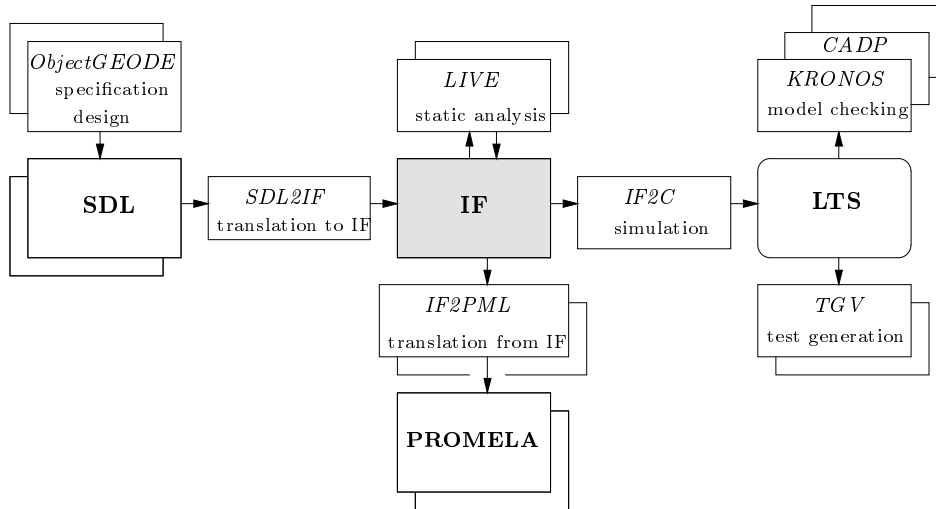 ObjectGEODE
specification
design
LIVE
static analysis
CADP
KRONOS
model checking
SDL
SDL2IF
translation to IF
IF
IF2C
simulation
LTS
IF2PML
translation from IF
TGV
test generation
PROMELA